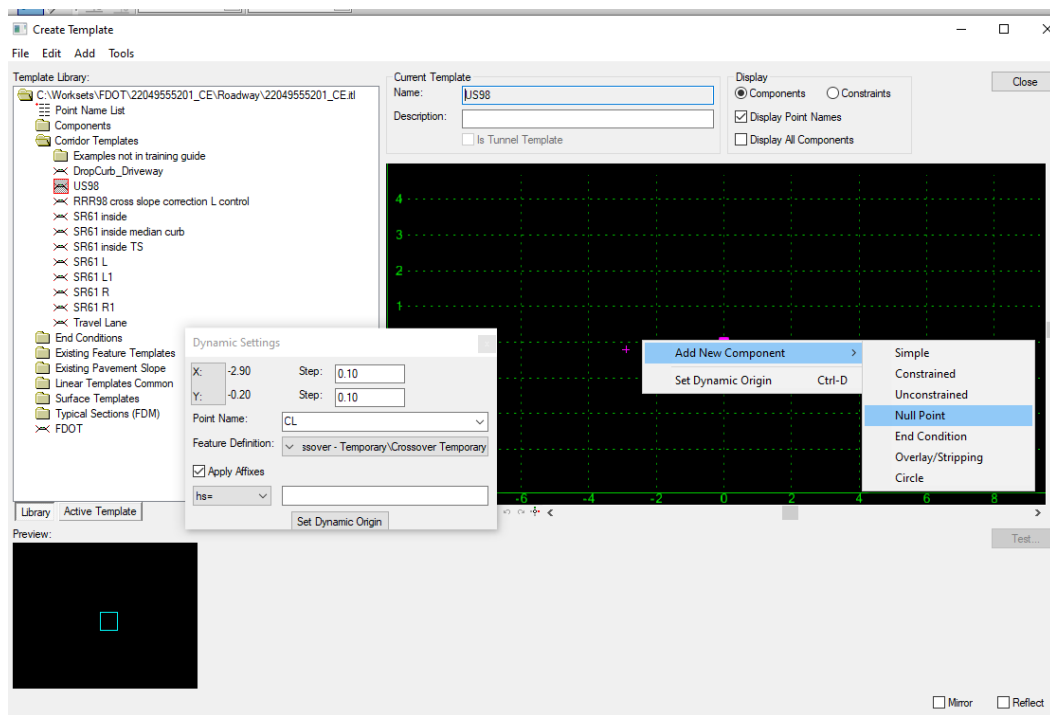 Create Template
File Edit Add Tools
Template Library:
C:\Worksets\FDOT\22049555201_CE\Roadway\22049555201_CE.itl
Point Name List
Components
Corridor Templates
Examples not in training guide
DropCurb_Driveway
US98
RRR98 cross slope correction L control
SR61 inside
SR61 inside median curb
SR61 inside TS
SR61 L
SR61 L1
SR61 R
SR61 R1
Travel Lane
End Conditions
Existing Feature Templates
Existing Pavement Slope
Linear Templates Common
Surface Templates
Typical Sections (FDM)
FDOT
Library Active Template
Preview:
Current Template
Name: US98
Description:
Is Tunnel Template
Display
Components Constraints
Display Point Names
Display All Components
Close
4
3
2
1
-6 -4 -2 0 2 4 6 8
Dynamic Settings
X: -2.90 Step: 0.10
Y: -0.20 Step: 0.10
Point Name: CL
Feature Definition: ssover - Temporary\Crossover Temporary
Apply Affixes
hs=
Set Dynamic Origin
Add New Component >
Set Dynamic Origin Ctrl-D
Simple
Constrained
Unconstrained
Null Point
End Condition
Overlay/Stripping
Circle
Test...
Mirror Reflect